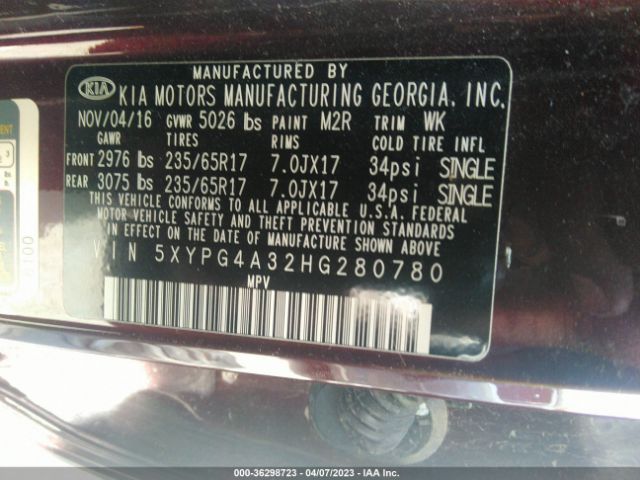 MANUFACTURED BY
KIA KIA MOTORS MANUFACTURING GEORGIA, INC.
NOV/04/16 GVWR 5026 lbs PAINT M2R TRIM WK
GAWR TIRES RIMS COLD TIRE INFL
FRONT 2976 lbs 235/65R17 7.0JX17 34psi SINGLE
REAR 3075 lbs 235/65R17 7.0JX17 34psi SINGLE
THIS VEHICLE CONFORMS TO ALL APPLICABLE U.S.A. FEDERAL
MOTOR VEHICLE SAFETY AND THEFT PREVENTION STANDARDS
IN EFFECT ON THE DATE OF MANUFACTURE SHOWN ABOVE.
VIN 5XYPG4A32HG280780
MPV
000-36298723 - 04/07/2023 - IAA Inc.